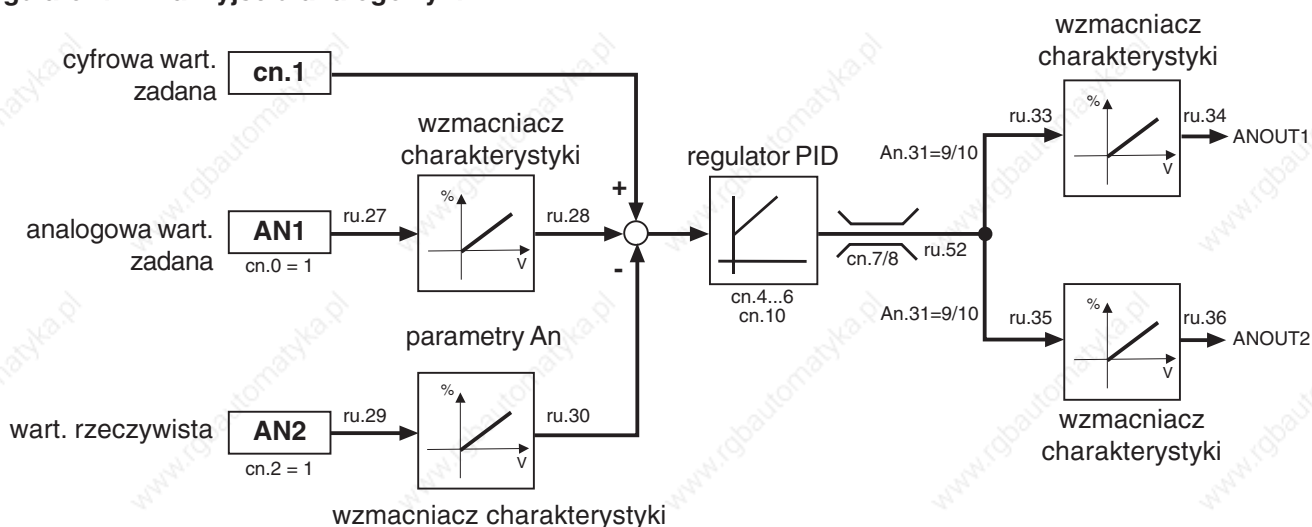 cyfrowa wart.
zadana
cn.1
wzmacniacz
charakterystyki
analogowa wart.
zadana
AN1
cn.0 = 1
ru.27
%
V
ru.28
+
-
parametry An
wart. rzeczywista
AN2
cn.2 = 1
ru.29
%
V
ru.30
wzmacniacz charakterystyki
regulator PID
cn.4...6
cn.10
cn.7/8
ru.52
An.31=9/10
An.31=9/10
wzmacniacz
charakterystyki
ru.33
%
V
ru.34
ANOUT1
ru.35
%
V
ru.36
ANOUT2
wzmacniacz
charakterystyki
www.rgbautomatyka.pl